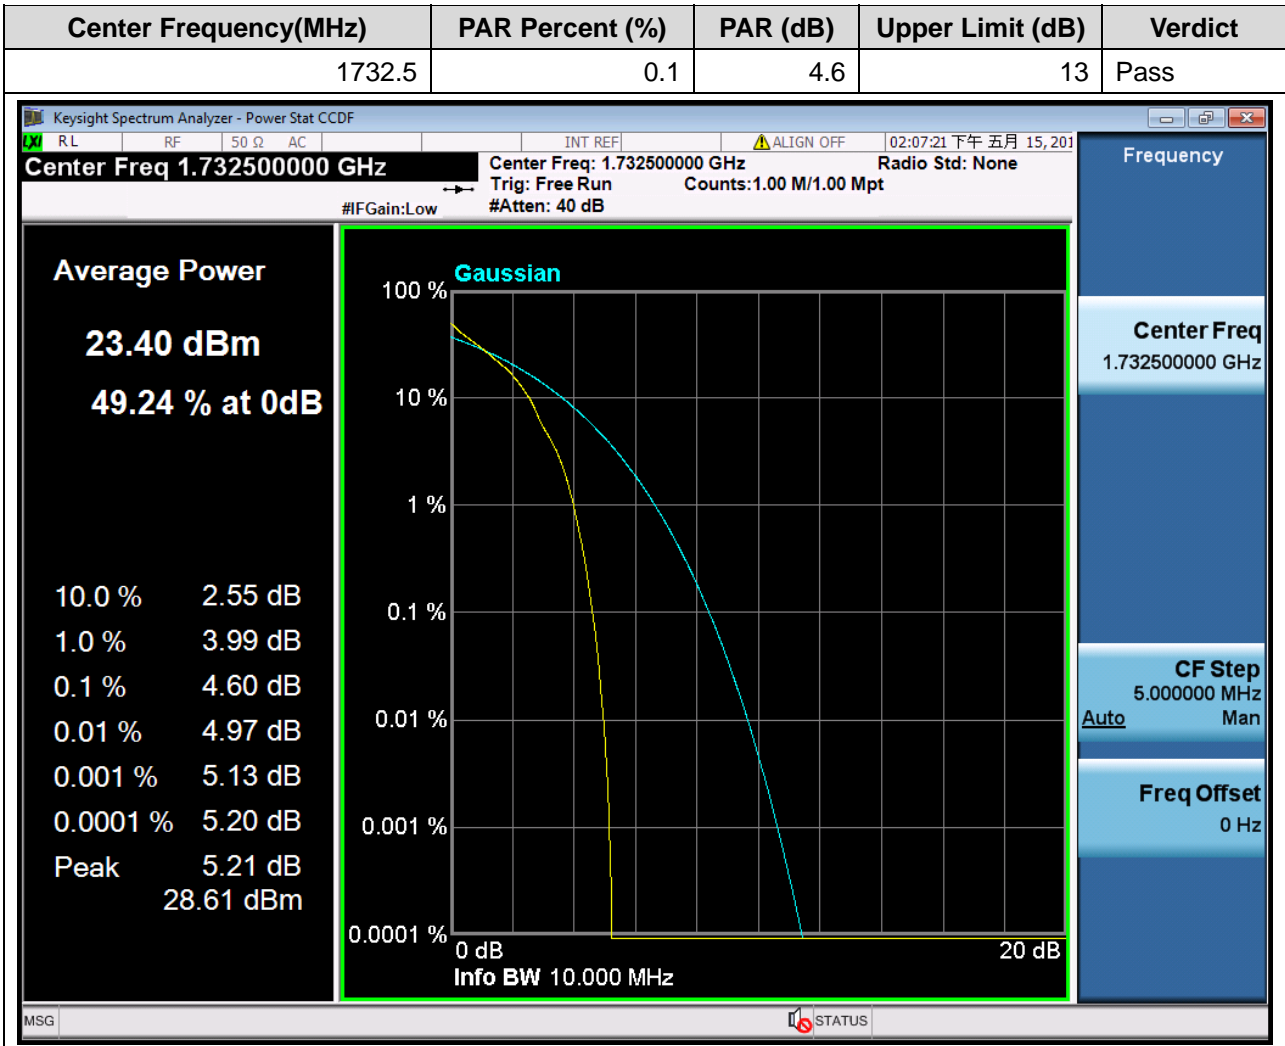 Center Frequency(MHz) PAR Percent (%) PAR (dB) Upper Limit (dB) Verdict
1732.5 0.1 4.6 13 Pass
Keysight Spectrum Analyzer - Power Stat CCDF
LXI RL RF 50 Ω AC INT REF ALIGN OFF 02:07:21 下午 五月 15, 201
Center Freq 1.732500000 GHz
Center Freq: 1.732500000 GHz Radio Std: None
Trig: Free Run Counts:1.00 M/1.00 Mpt
#IFGain:Low #Atten: 40 dB
Average Power
23.40 dBm
49.24 % at 0dB
10.0 % 2.55 dB
1.0 % 3.99 dB
0.1 % 4.60 dB
0.01 % 4.97 dB
0.001 % 5.13 dB
0.0001 % 5.20 dB
Peak 5.21 dB
28.61 dBm
Gaussian
100 %
10 %
1 %
0.1 %
0.01 %
0.001 %
0.0001 %
0 dB 20 dB
Info BW 10.000 MHz
Frequency
Center Freq
1.732500000 GHz
CF Step
5.000000 MHz
Auto Man
Freq Offset
0 Hz
MSG STATUS